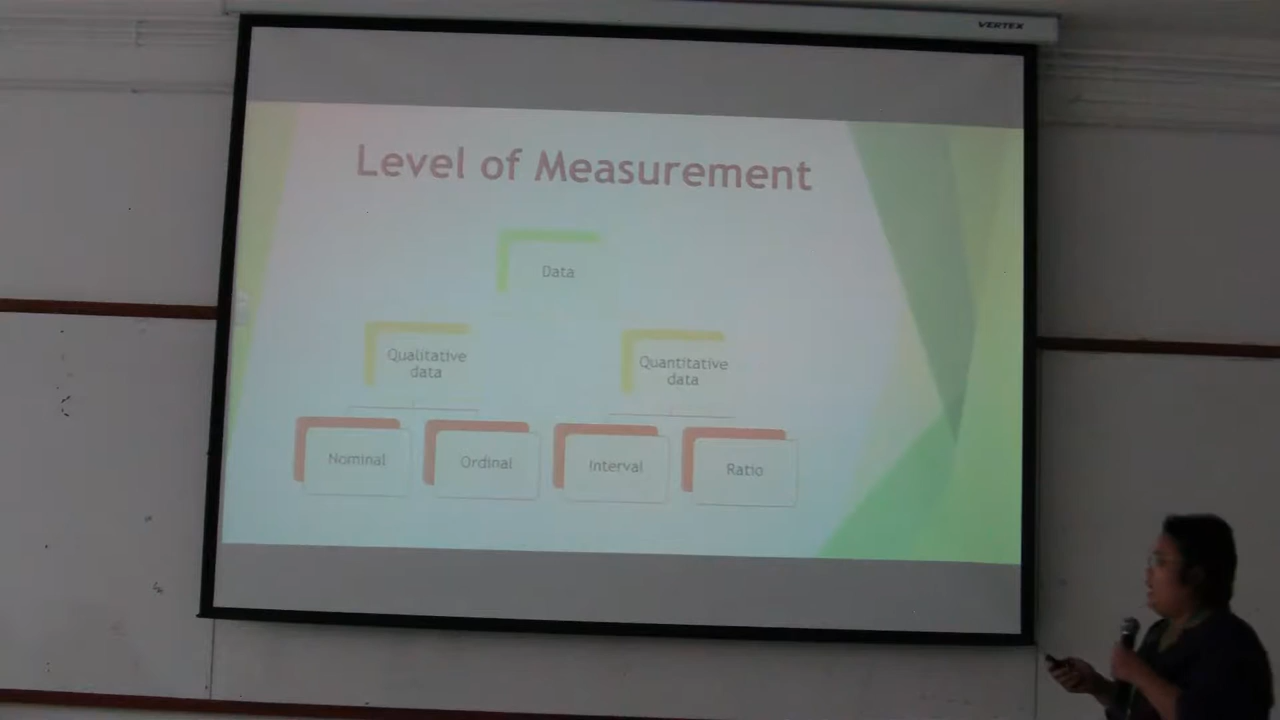 VERTEX
Level of Measurement
Data
Qualitative
data
Quantitative
data
Nominal
Ordinal
Interval
Ratio